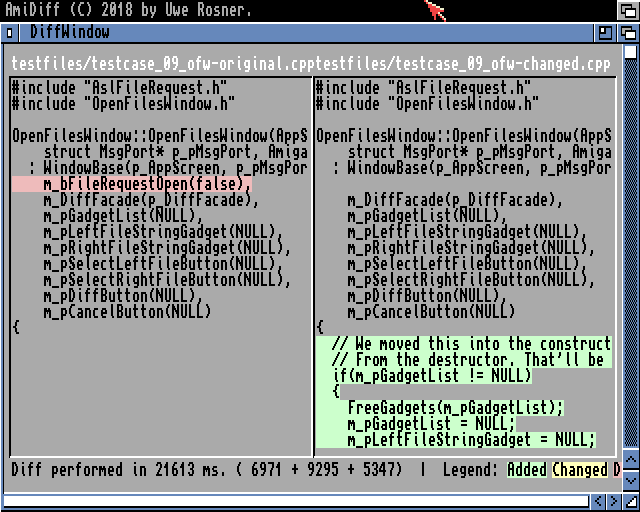 AmiDiff (C) 2018 by Uwe Rosner.
DiffWindow
testfiles/testcase_09_ofw-original.cpp
#include "AslFileRequest.h"
#include "OpenFilesWindow.h"
OpenFilesWindow::OpenFilesWindow(AppS
struct MsgPort* p_pMsgPort, Amiga
: WindowBase(p_AppScreen, p_pMsgPor
m_bFileRequestOpen(false),
m_DiffFacade(p_DiffFacade),
m_pGadgetList(NULL),
m_pLeftFileStringGadget(NULL),
m_pRightFileStringGadget(NULL),
m_pSelectLeftFileButton(NULL),
m_pSelectRightFileButton(NULL),
m_pDiffButton(NULL),
m_pCancelButton(NULL)
{
testfiles/testcase_09_ofw-changed.cpp
#include "AslFileRequest.h"
#include "OpenFilesWindow.h"
OpenFilesWindow::OpenFilesWindow(AppS
struct MsgPort* p_pMsgPort, Amiga
: WindowBase(p_AppScreen, p_pMsgPor
m_DiffFacade(p_DiffFacade),
m_pGadgetList(NULL),
m_pLeftFileStringGadget(NULL),
m_pRightFileStringGadget(NULL),
m_pSelectLeftFileButton(NULL),
m_pSelectRightFileButton(NULL),
m_pDiffButton(NULL),
m_pCancelButton(NULL)
{
// We moved this into the construct
// From the destructor. That'll be
if(m_pGadgetList != NULL)
{
FreeGadgets(m_pGadgetList);
m_pGadgetList = NULL;
m_pLeftFileStringGadget = NULL;
Diff performed in 21613 ms. ( 6971 + 9295 + 5347) | Legend: Added Changed D